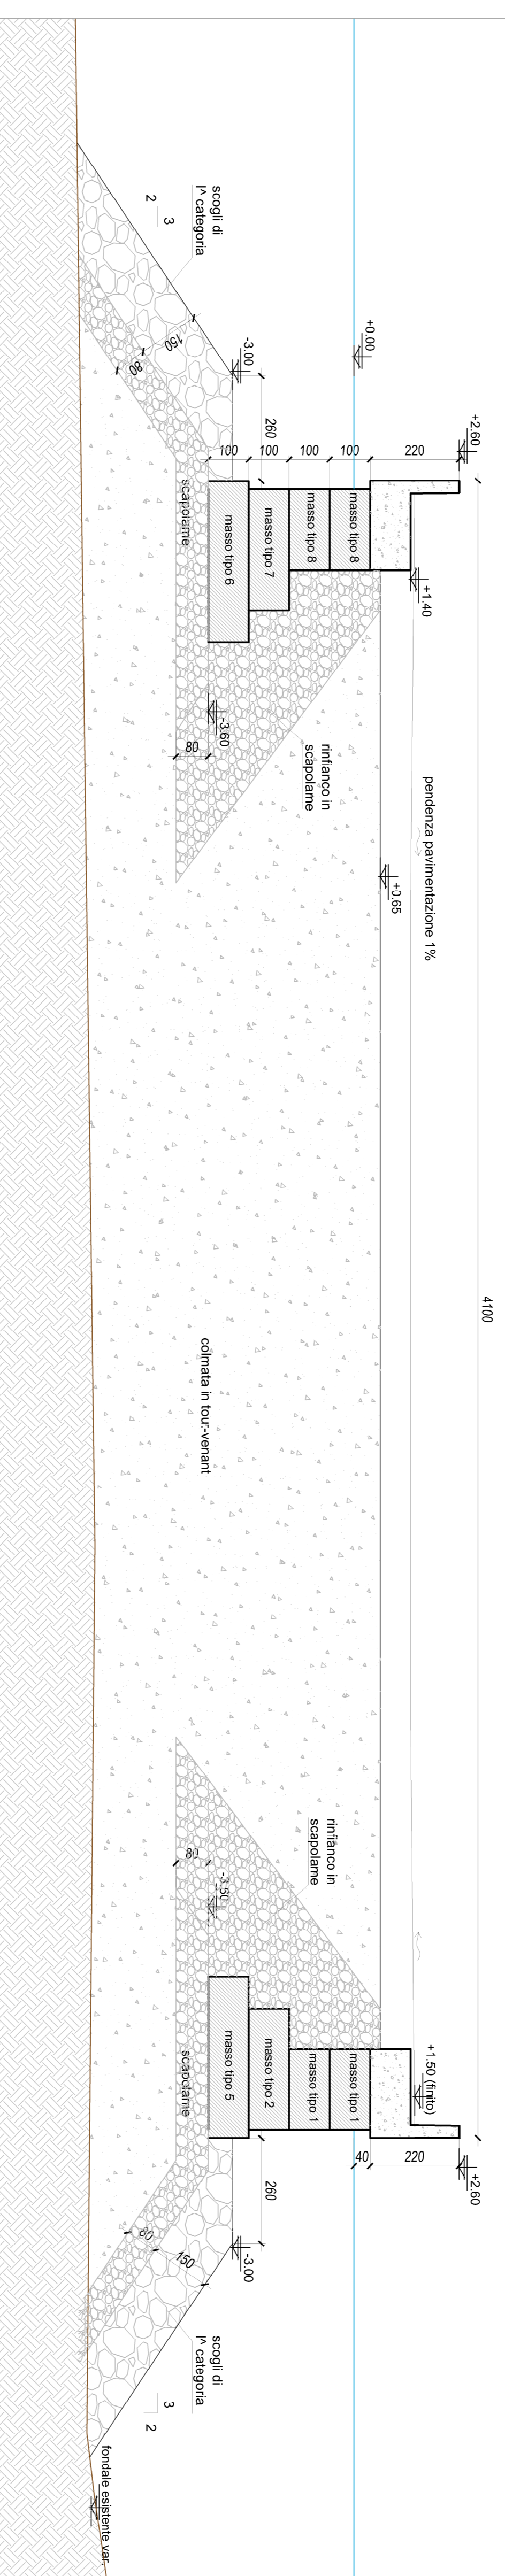 4100
+2.60
220
+0.00
100
100
100
100
260
-3.00
+1.40
masso tipo 8
masso tipo 8
masso tipo 7
masso tipo 6
scapolame
scogli di
I^ categoria
3
2
150
80
80
-3.60
rinfianco in
scapolame
pendenza pavimentazione 1%
+0.65
colmata in tout-venant
rinfianco in
scapolame
80
-3.60
+1.50 (finito)
+2.60
220
40
masso tipo 1
masso tipo 1
masso tipo 2
masso tipo 5
scapolame
260
-3.00
80
150
scogli di
I^ categoria
3
2
fondale esistente var.